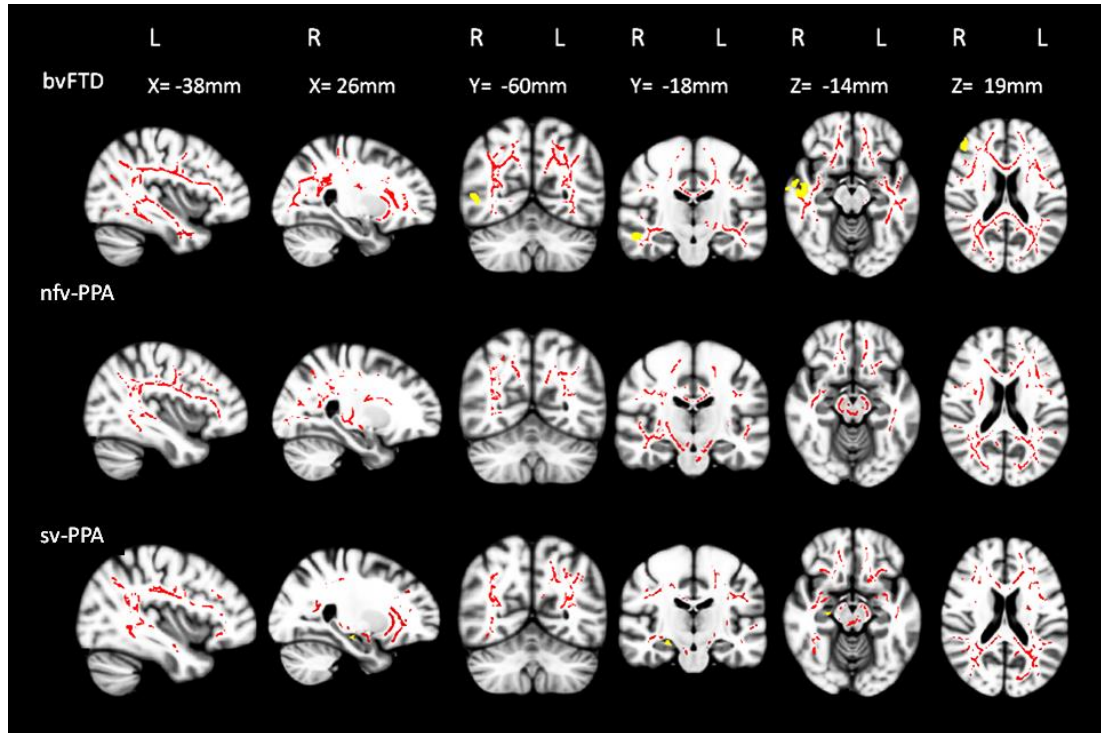 L R R L R L R L R L
bvFTD X= -38mm X= 26mm Y= -60mm Y= -18mm Z= -14mm Z= 19mm
nfv-PPA
sv-PPA